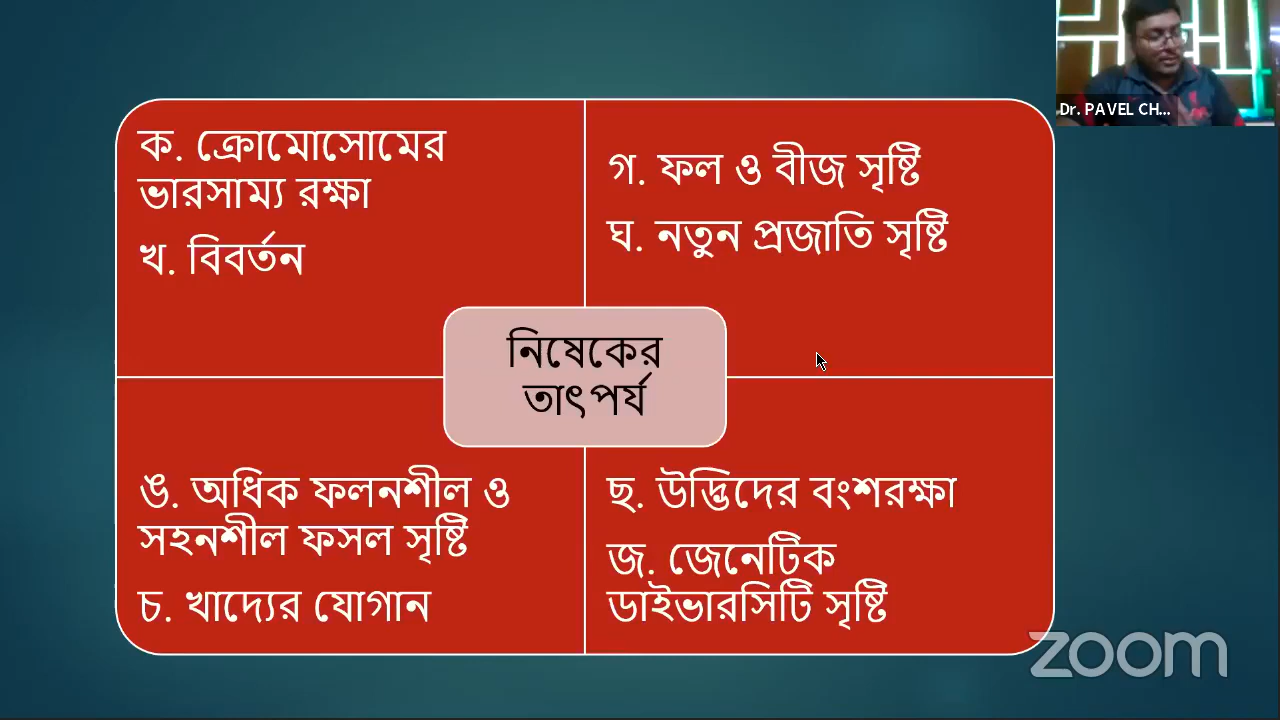 ক. ক্রোমোসোমের
ভারসাম্য রক্ষা
খ. বিবর্তন
গ. ফল ও বীজ সৃষ্টি
ঘ. নতুন প্রজাতি সৃষ্টি
নিষেকের
তাৎপর্য
ঙ. অধিক ফলনশীল ও
সহনশীল ফসল সৃষ্টি
চ. খাদ্যের যোগান
ছ. উদ্ভিদের বংশরক্ষা
জ. জেনেটিক
ডাইভারসিটি সৃষ্টি
Dr. PAVEL CH...
zoom